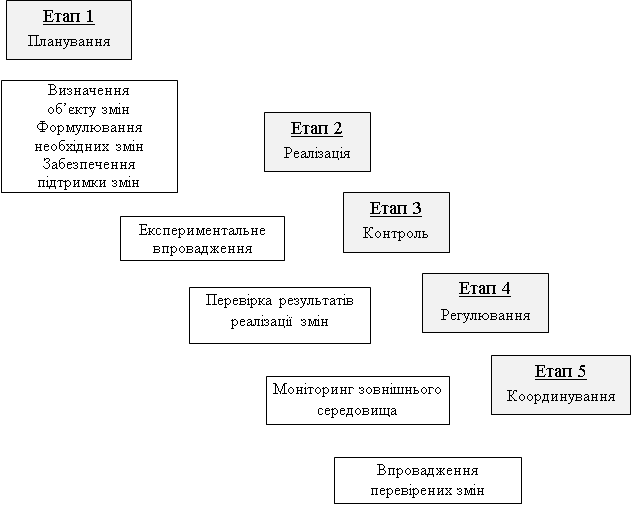 Етап 1
Планування
Визначення
об’єкту змін
Формулювання
необхідних змін
Забезпечення
підтримки змін
Етап 2
Реалізація
Експериментальне
впровадження
Етап 3
Контроль
Перевірка результатів
реалізації змін
Етап 4
Регулювання
Моніторинг зовнішнього
середовища
Етап 5
Координування
Впровадження
перевірених змін